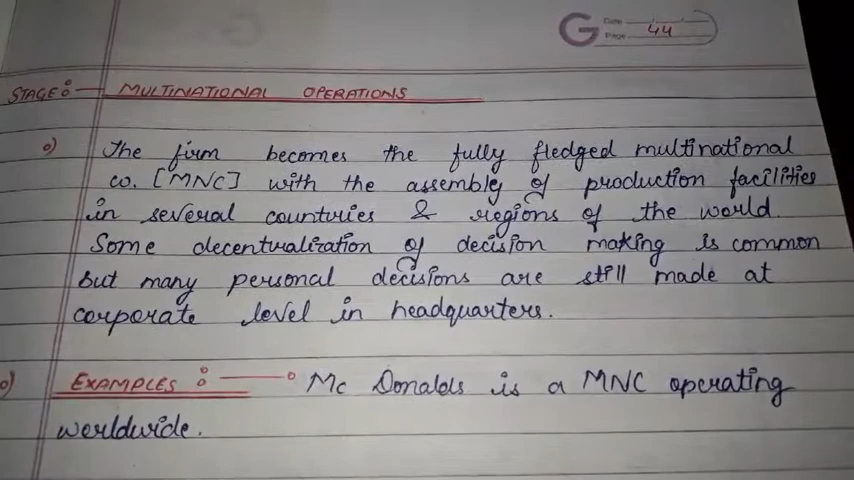 G Date
Page 44
STAGE :— MULTINATIONAL OPERATIONS
The firm becomes the fully fledged multinational
co. [MNC] with the assembley of production facilities
in several countries & regions of the world.
Some decentralization of decision making is common
but many personal decisions are still made at
corporate level in headquarters.
EXAMPLES :— Mc Donalds is a MNC operating
worldwide.